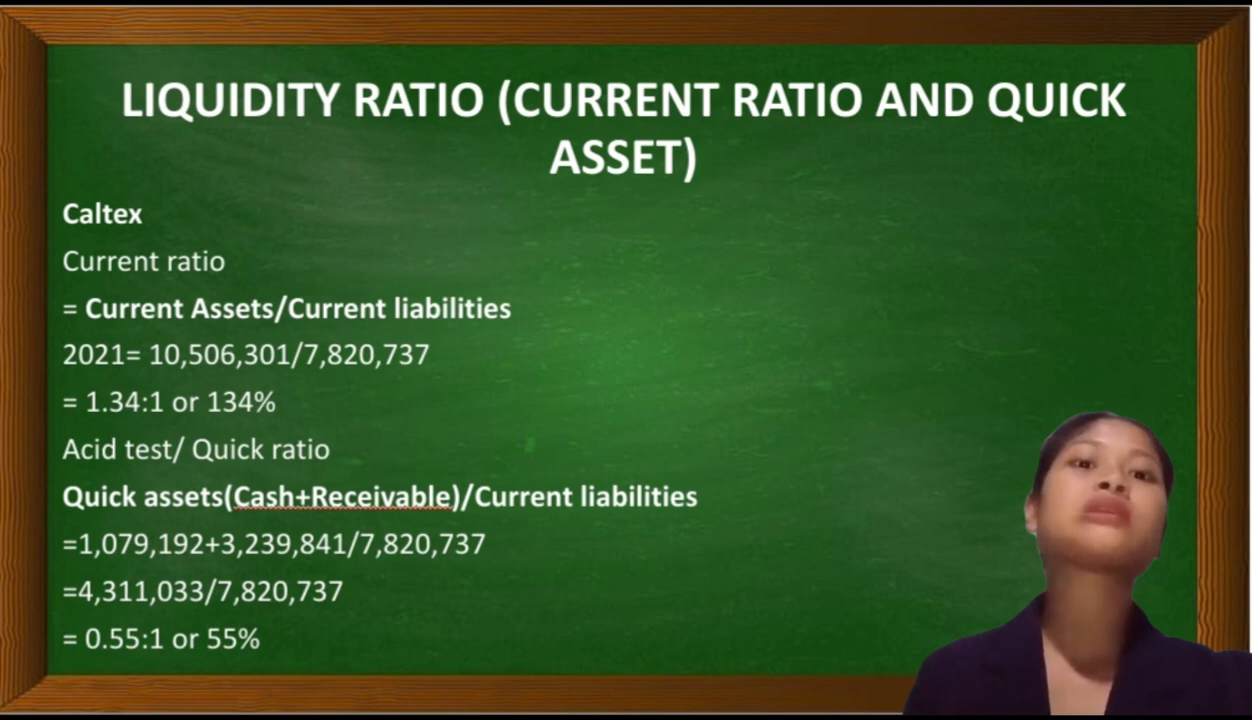 LIQUIDITY RATIO (CURRENT RATIO AND QUICK
ASSET)
Caltex
Current ratio
= Current Assets/Current liabilities
2021= 10,506,301/7,820,737
= 1.34:1 or 134%
Acid test/ Quick ratio
Quick assets(Cash+Receivable)/Current liabilities
=1,079,192+3,239,841/7,820,737
=4,311,033/7,820,737
= 0.55:1 or 55%